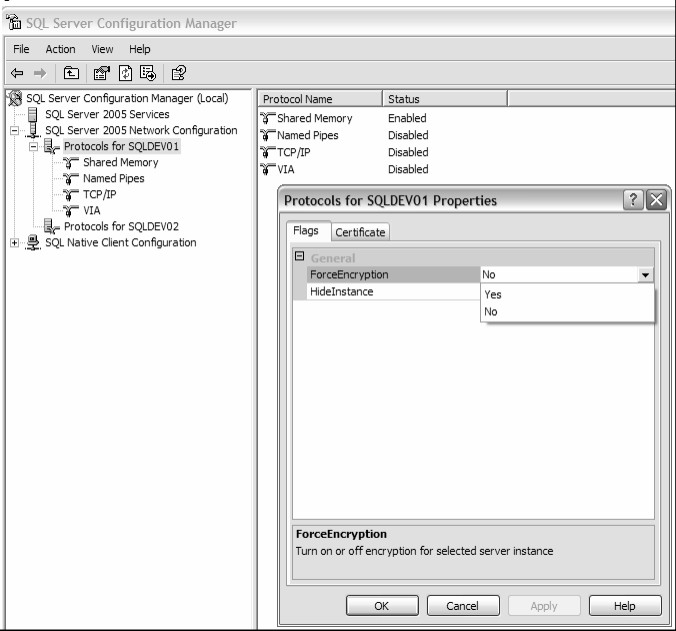 SQL Server Configuration Manager
File Action View Help
SQL Server Configuration Manager (Local)
SQL Server 2005 Services
SQL Server 2005 Network Configuration
Protocols for SQLDEV01
Shared Memory
Named Pipes
TCP/IP
VIA
Protocols for SQLDEV02
SQL Native Client Configuration
Protocol Name Status
Shared Memory Enabled
Named Pipes Disabled
TCP/IP Disabled
VIA Disabled
Protocols for SQLDEV01 Properties
Flags Certificate
General
ForceEncryption No
HideInstance
Yes
No
ForceEncryption
Turn on or off encryption for selected server instance
OK Cancel Apply Help